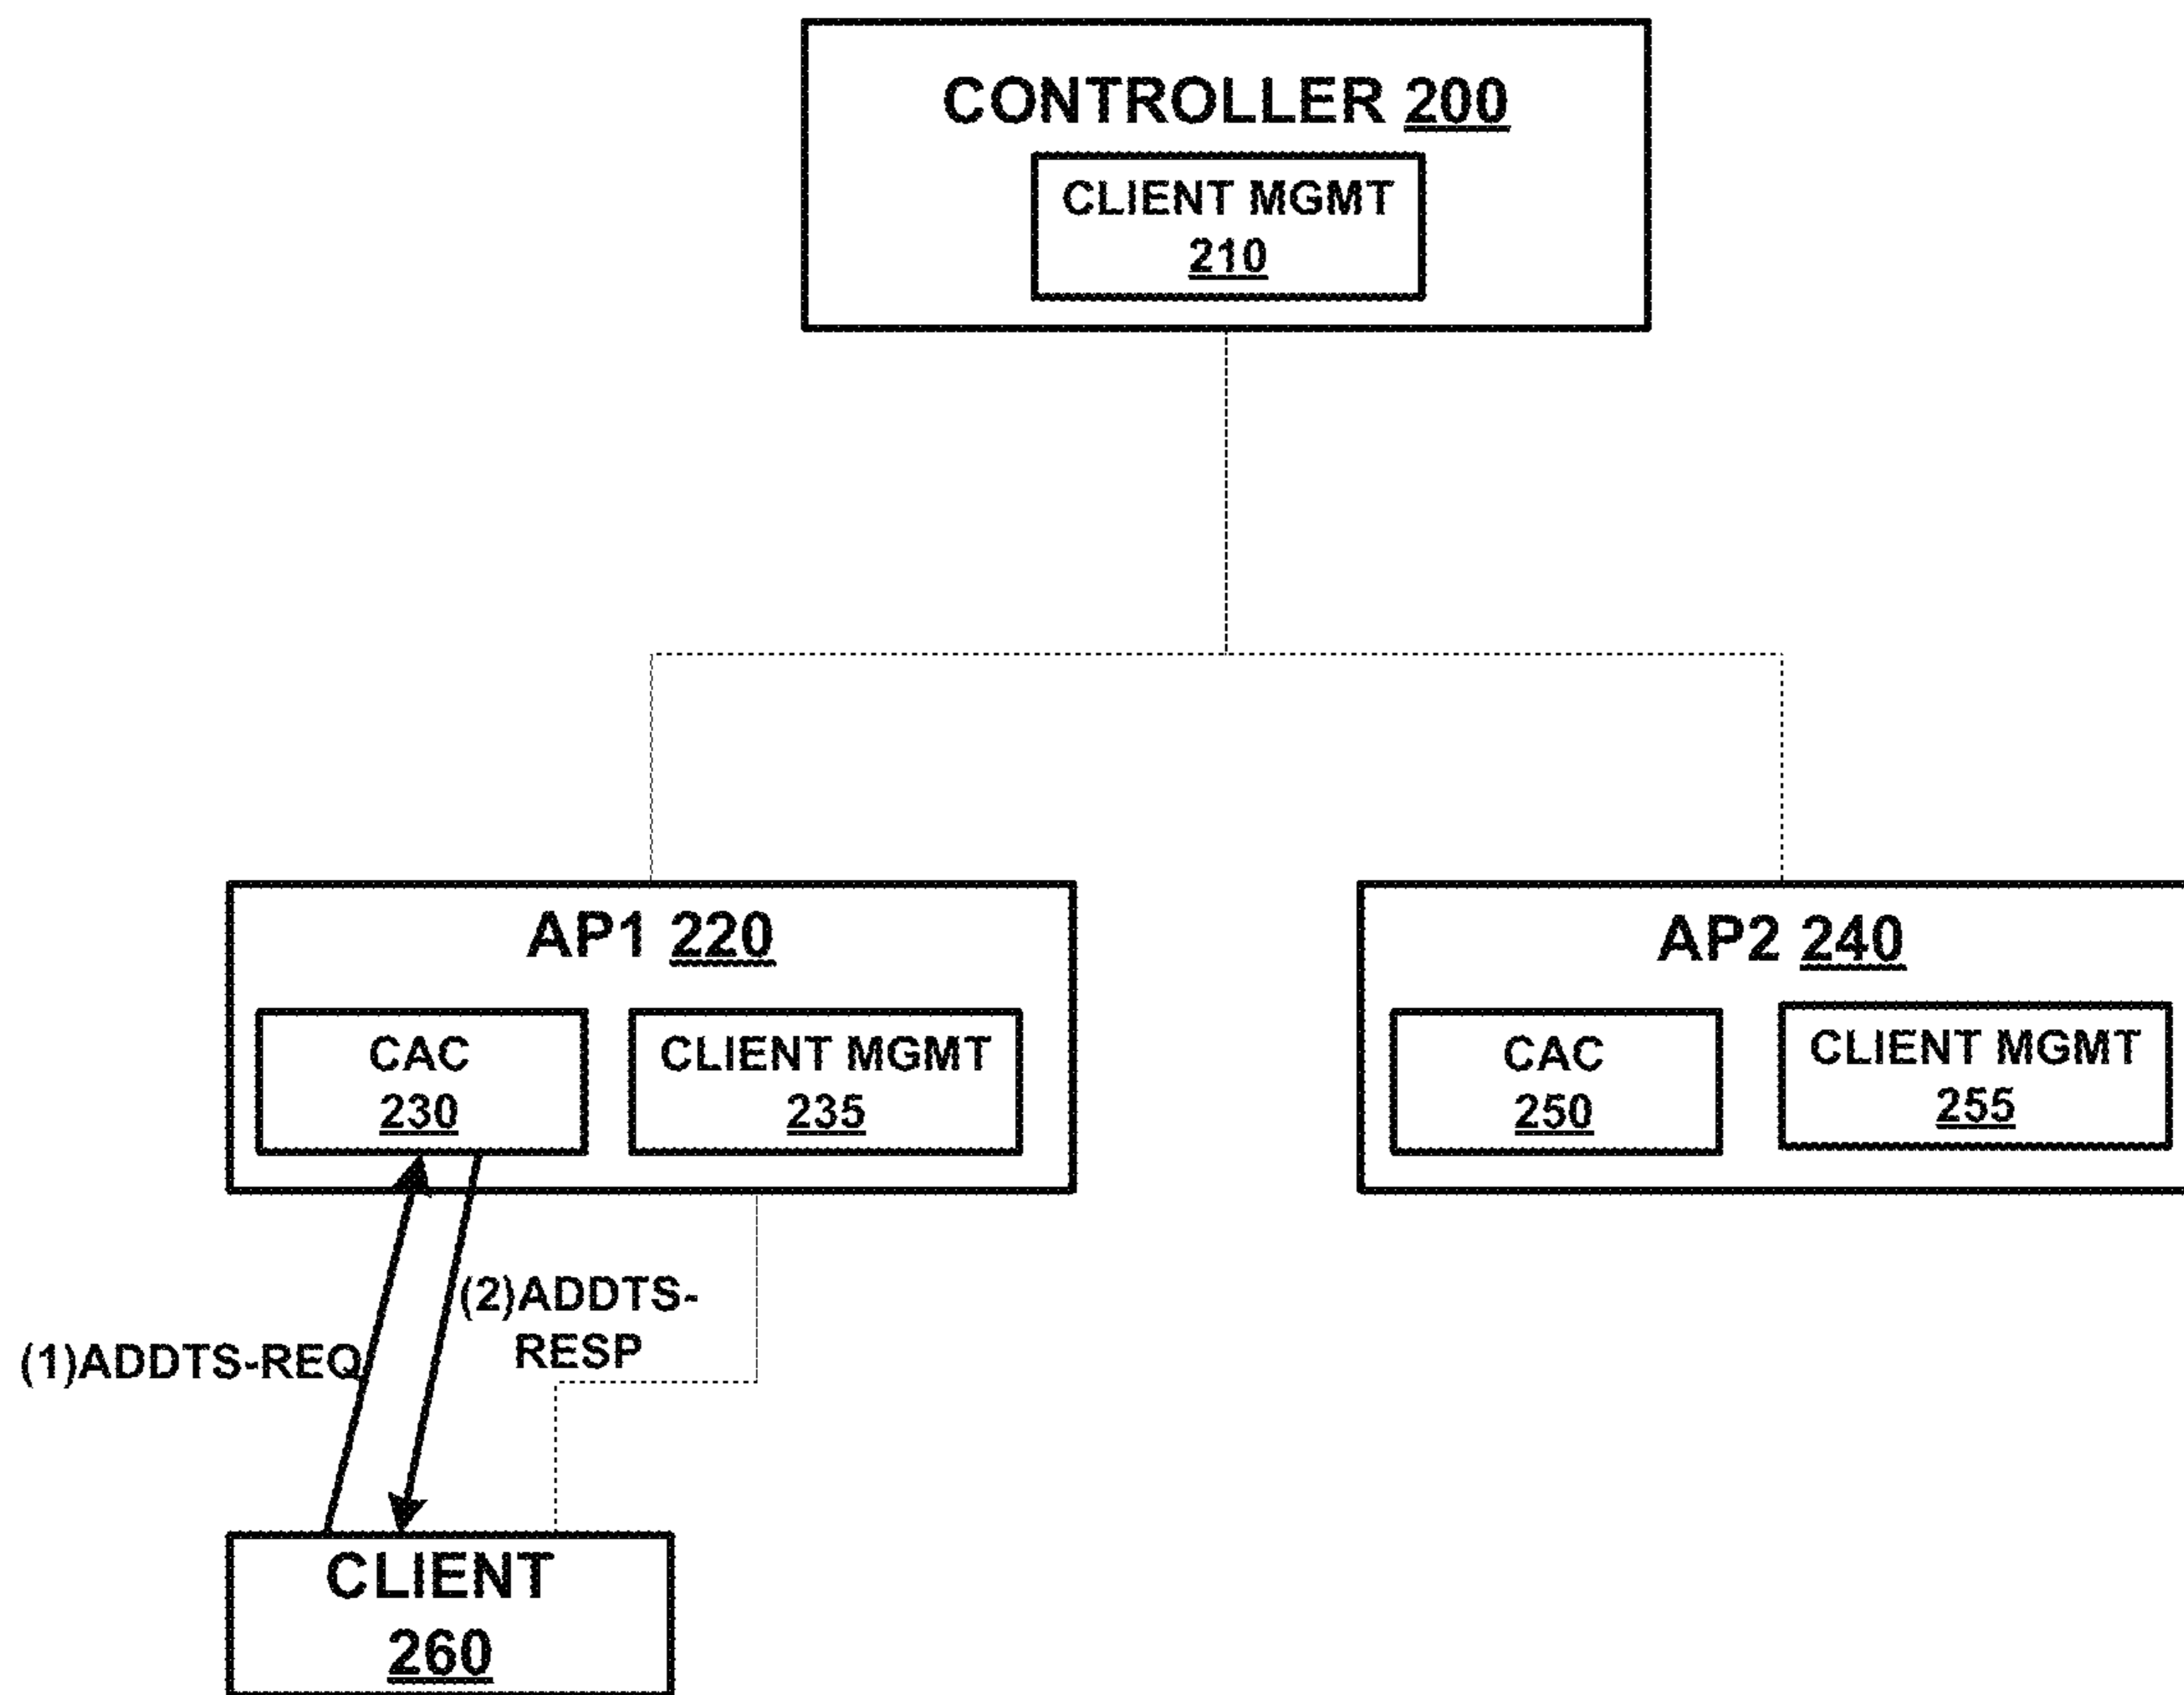 CONTROLLER 200
CLIENT MGMT
210
AP1 220
CAC
230
CLIENT MGMT
235
AP2 240
CAC
250
CLIENT MGMT
255
(1)ADDTS-REQ
(2)ADDTS-
RESP
CLIENT
260